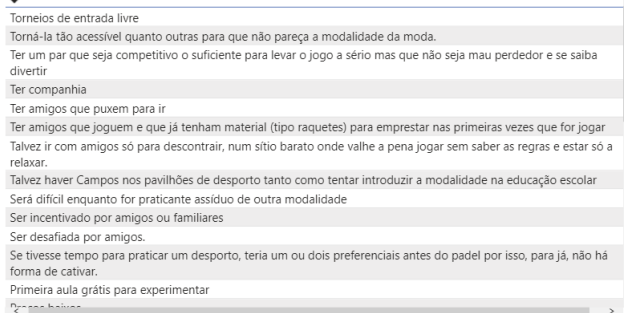 Torneios de entrada livre
Torná-la tão acessível quanto outras para que não pareça a modalidade da moda.
Ter um par que seja competitivo o suficiente para levar o jogo a sério mas que não seja mau perdedor e se saiba
divertir
Ter companhia
Ter amigos que puxem para ir
Ter amigos que joguem e que já tenham material (tipo raquetes) para emprestar nas primeiras vezes que for jogar
Talvez ir com amigos só para descontrair, num sítio barato onde valhe a pena jogar sem saber as regras e estar só a
relaxar.
Talvez haver Campos nos pavilhões de desporto tanto como tentar introduzir a modalidade na educação escolar
Será difícil enquanto for praticante assíduo de outra modalidade
Ser incentivado por amigos ou familiares
Ser desafiada por amigos.
Se tivesse tempo para praticar um desporto, teria um ou dois preferenciais antes do padel por isso, para já, não há
forma de cativar.
Primeira aula grátis para experimentar